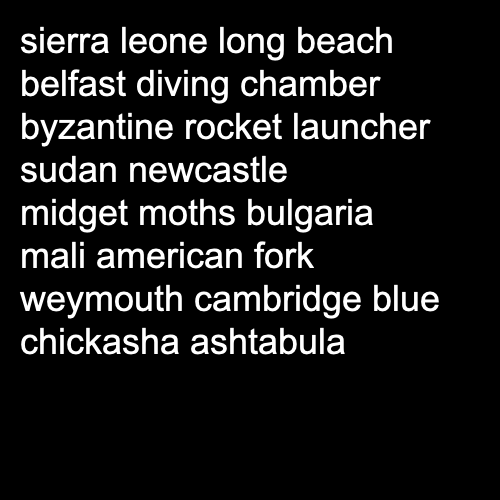 sierra leone long beach
belfast diving chamber
byzantine rocket launcher
sudan newcastle
midget moths bulgaria
mali american fork
weymouth cambridge blue
chickasha ashtabula